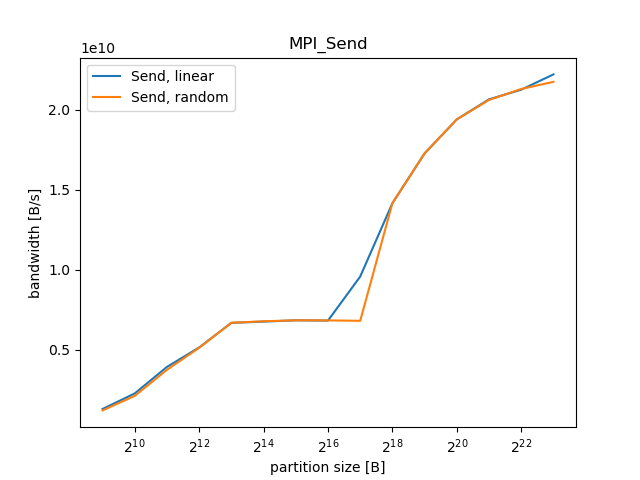 MPI_Send
1e10
Send, linear
Send, random
2.0
1.5
1.0
0.5
bandwidth [B/s]
2^10 2^12 2^14 2^16 2^18 2^20 2^22
partition size [B]